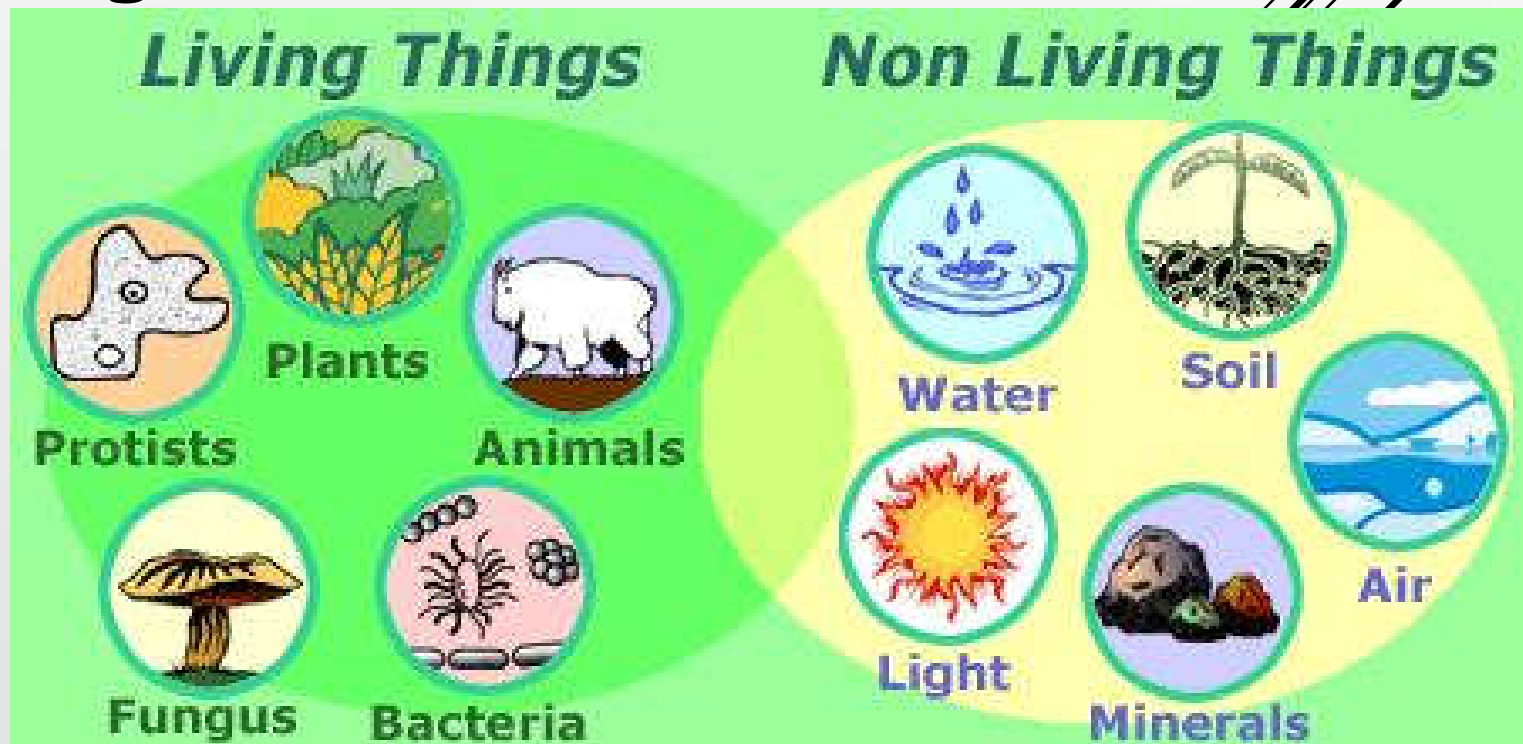 Living Things
Non Living Things
Plants
Protists
Animals
Fungus
Bacteria
Water
Soil
Air
Light
Minerals